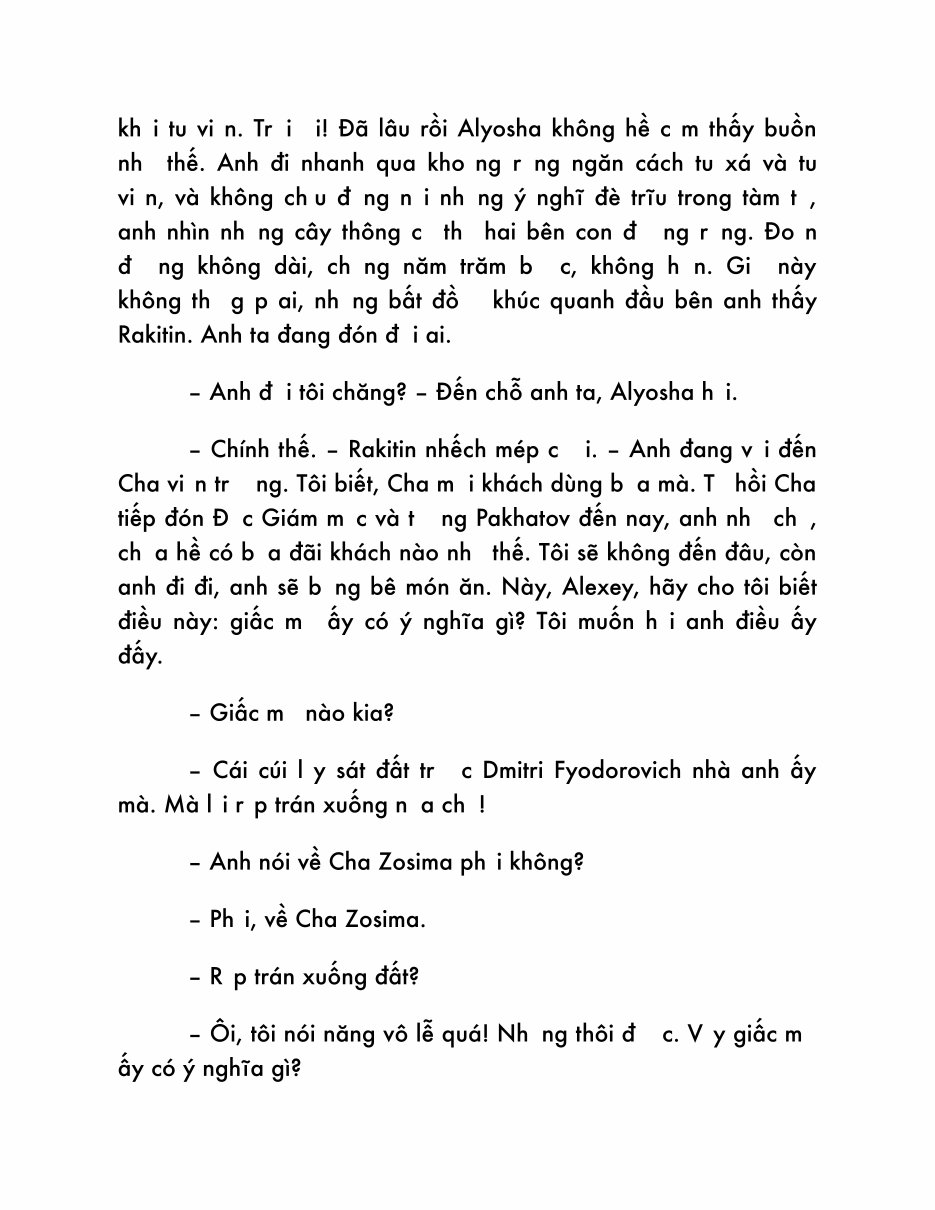 kh i tu vi n. Tr i i! Đã lâu rồi Alyosha không hề c m thấy buồn
nh thế. Anh đi nhanh qua kho ng r ng ngăn cách tu xá và tu
vi n, và không ch u đ ng n i nh ng ý nghĩ đè trĩu trong tàm t ,
anh nhìn nh ng cây thông c th hai bên con đ ng r ng. Đo n
đ ng không dài, ch ng năm trăm b c, không h n. Gi này
không th g p ai, nh ng bất đồ khúc quanh đầu bên anh thấy
Rakitin. Anh ta đang đón đ i ai.
– Anh đ i tôi chăng? – Đến chỗ anh ta, Alyosha h i.
– Chính thế. – Rakitin nhếch mép c i. – Anh đang v i đến
Cha vi n tr ng. Tôi biết, Cha m i khách dùng b a mà. T hồi Cha
tiếp đón Đ c Giám m c và t ng Pakhatov đến nay, anh nh ch ,
ch a hề có b a đãi khách nào nh thế. Tôi sẽ không đến đâu, còn
anh đi đi, anh sẽ b ng bê món ăn. Này, Alexey, hãy cho tôi biết
điều này: giấc m ấy có ý nghĩa gì? Tôi muốn h i anh điều ấy
đấy.
– Giấc m nào kia?
– Cái cúi l y sát đất tr c Dmitri Fyodorovich nhà anh ấy
mà. Mà l i r p trán xuống n a ch !
– Anh nói về Cha Zosima ph i không?
– Ph i, về Cha Zosima.
– R p trán xuống đất?
– Ôi, tôi nói năng vô lễ quá! Nh ng thôi đ c. V y giấc m
ấy có ý nghĩa gì?